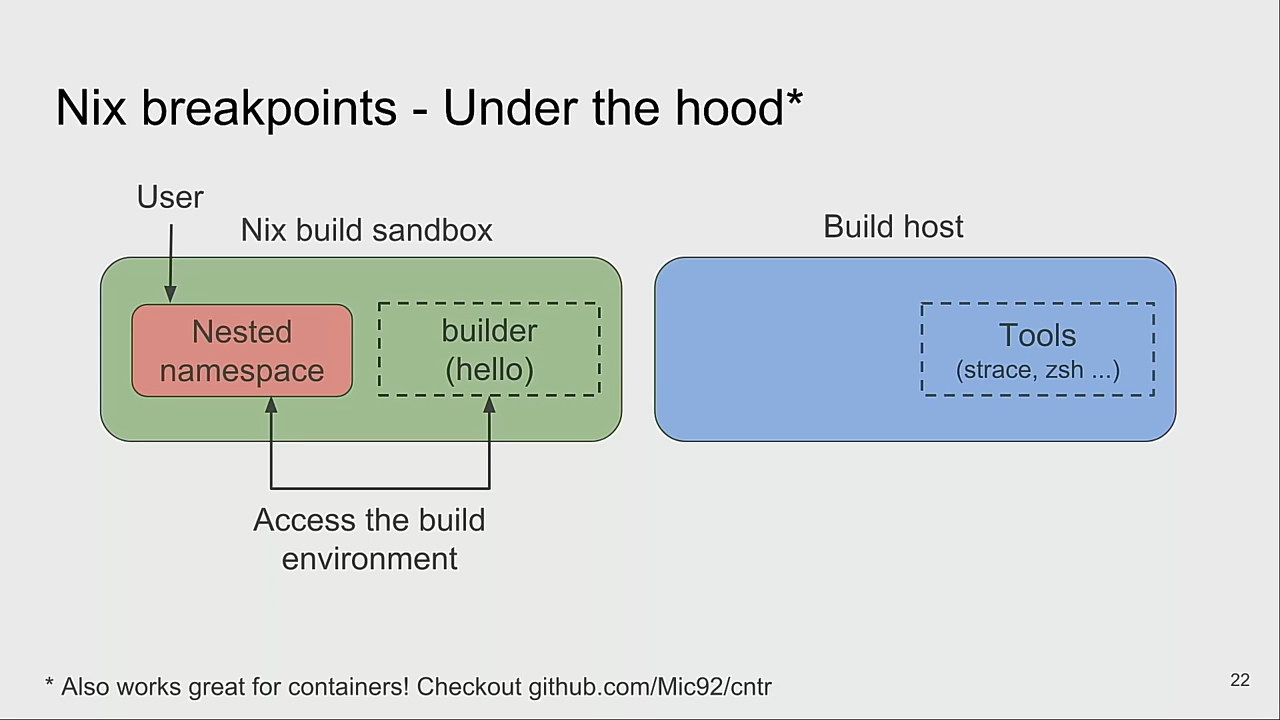 Nix breakpoints - Under the hood*
User
Nix build sandbox
Build host
Nested
namespace
builder
(hello)
Tools
(strace, zsh ...)
Access the build
environment
* Also works great for containers! Checkout github.com/Mic92/cntr
22